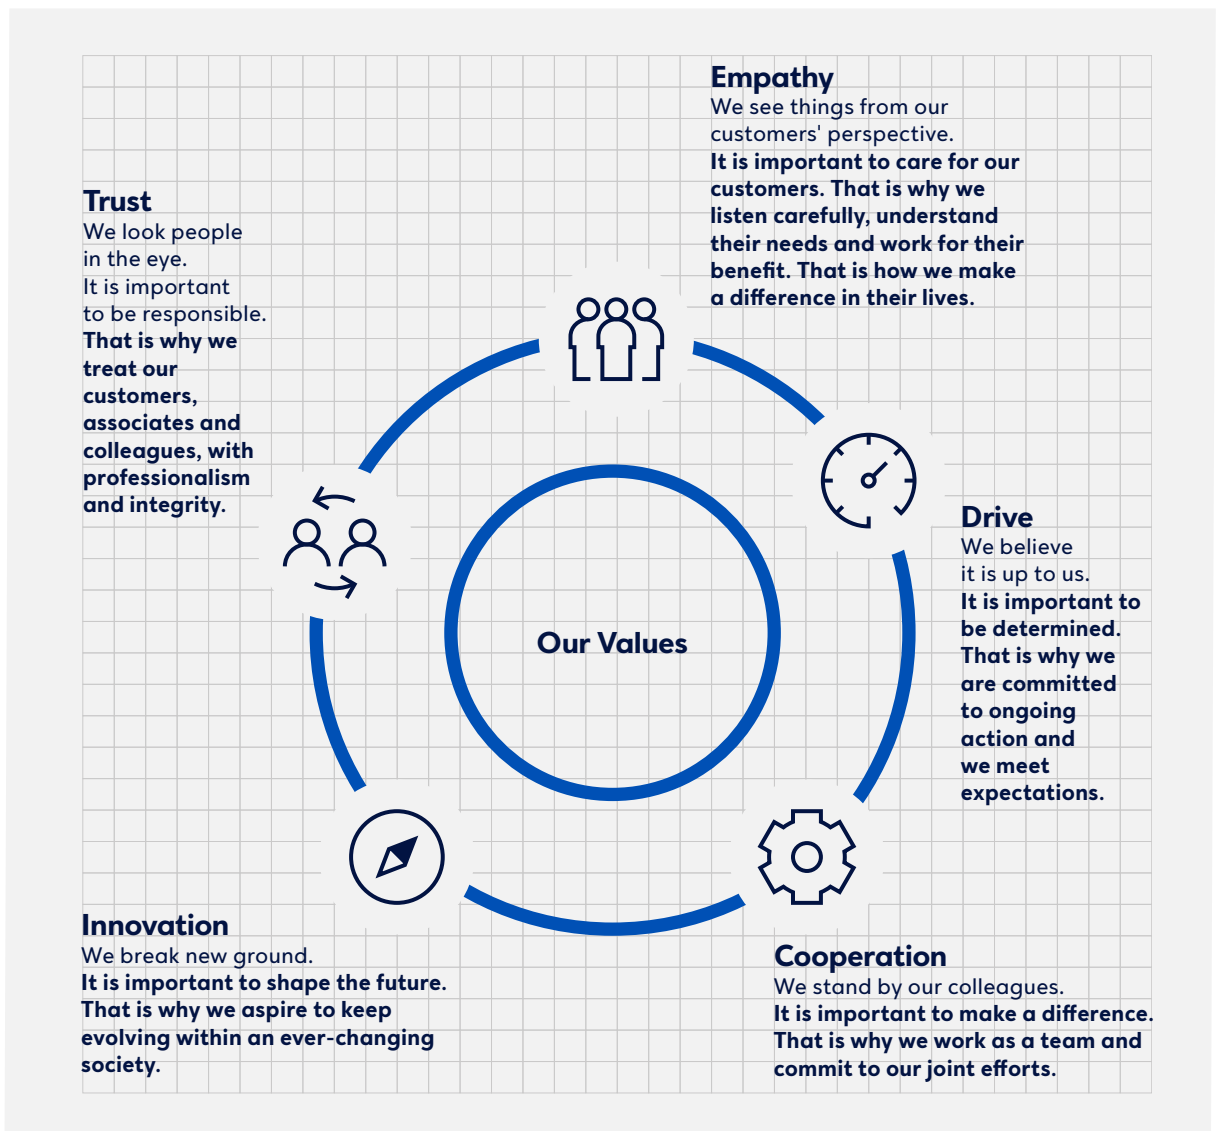 Empathy
We see things from our
customers' perspective.
It is important to care for our
customers. That is why we
listen carefully, understand
their needs and work for their
benefit. That is how we make
a difference in their lives.
Trust
We look people
in the eye.
It is important
to be responsible.
That is why we
treat our
customers,
associates and
colleagues, with
professionalism
and integrity.
Drive
We believe
it is up to us.
It is important to
be determined.
That is why we
are committed
to ongoing
action and
we meet
expectations.
Our Values
Innovation
We break new ground.
It is important to shape the future.
That is why we aspire to keep
evolving within an ever-changing
society.
Cooperation
We stand by our colleagues.
It is important to make a difference.
That is why we work as a team and
commit to our joint efforts.